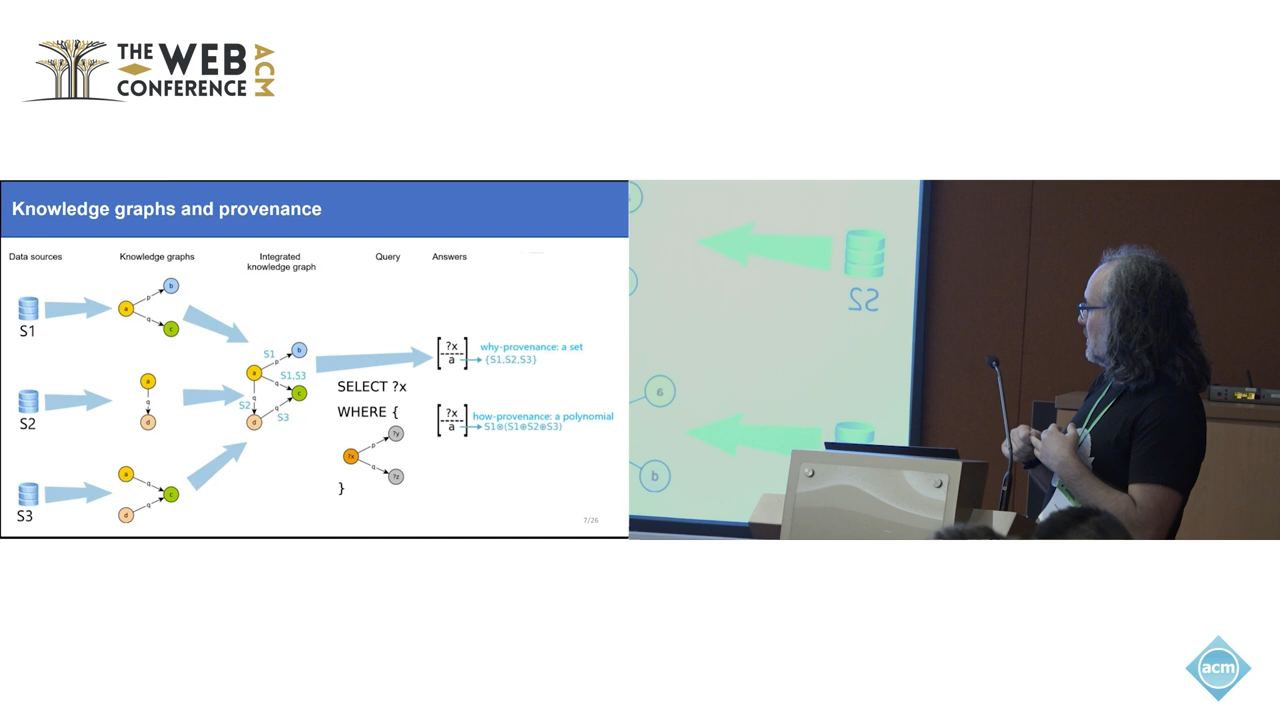 THE WEB
CONFERENCE
ACM
Knowledge graphs and provenance
Data sources
Knowledge graphs
Integrated
knowledge graph
Query
Answers
S1
a
p
b
q
c
S2
a
q
d
S3
a
q
c
q
d
S1
a
p
b
S1,S3
q
c
S2
q
S3
q
d
SELECT ?x
WHERE {
?x
p
?y
q
?z
}
?x
a
why-provenance: a set
{S1,S2,S3}
?x
a
how-provenance: a polynomial
S1⊗(S1⊕S2⊕S3)
7/26
S2
a
d
acm